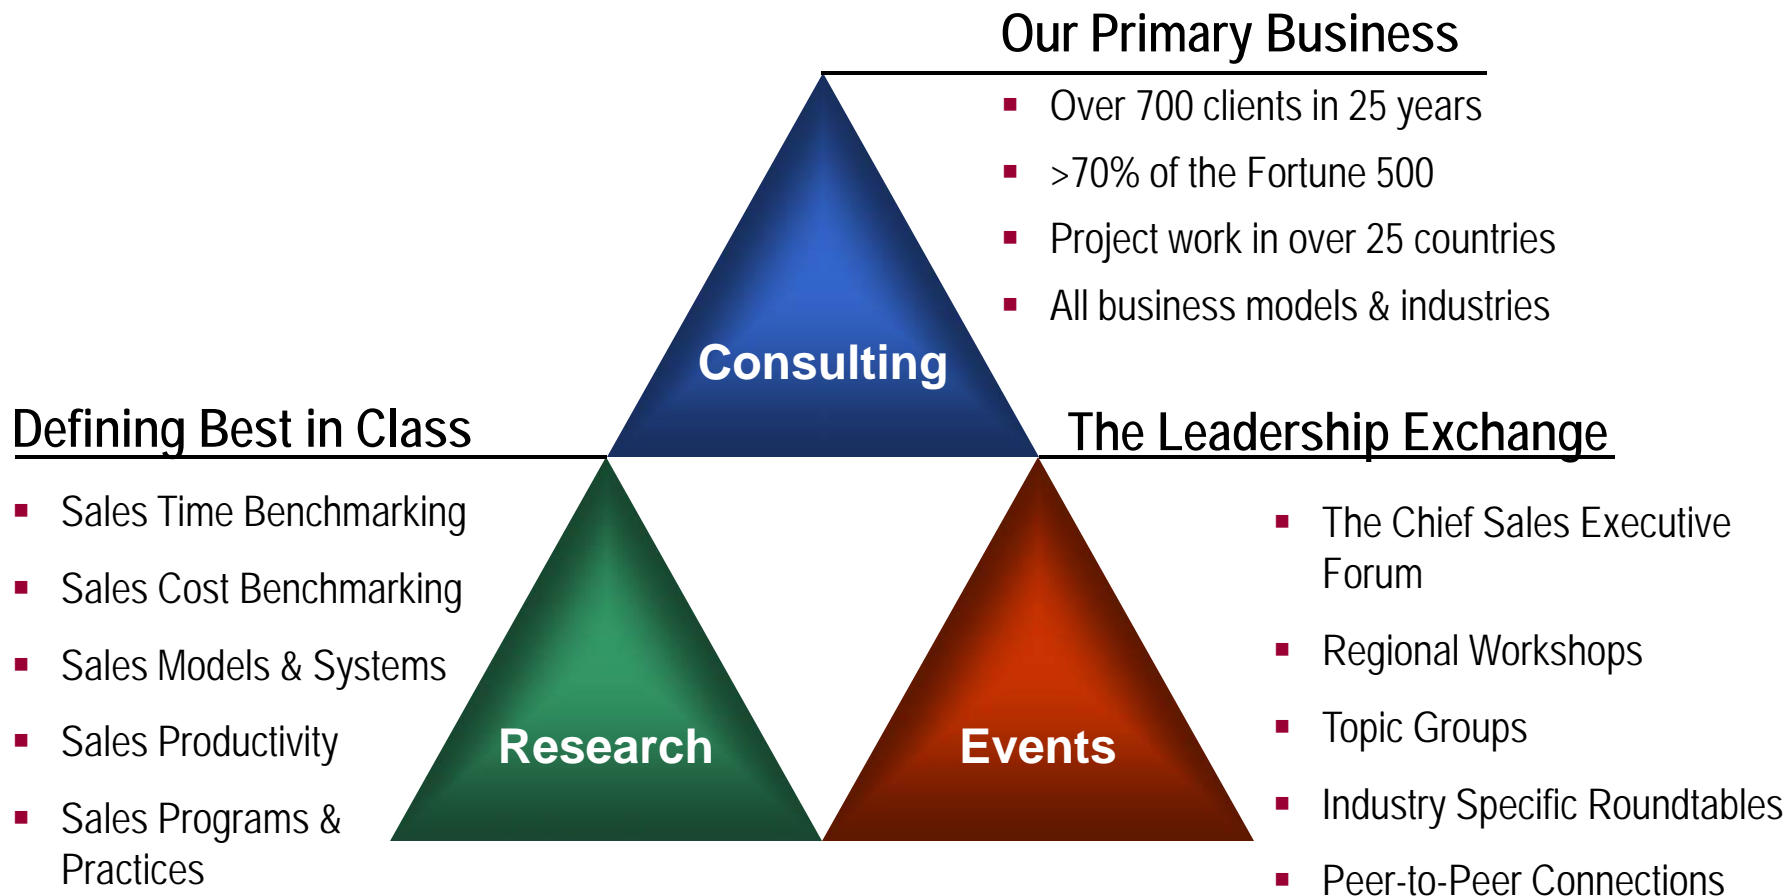 Our Primary Business
▪ Over 700 clients in 25 years
▪ >70% of the Fortune 500
▪ Project work in over 25 countries
▪ All business models & industries
Consulting
Defining Best in Class
▪ Sales Time Benchmarking
▪ Sales Cost Benchmarking
▪ Sales Models & Systems
▪ Sales Productivity
▪ Sales Programs &
Practices
Research
The Leadership Exchange
▪ The Chief Sales Executive
Forum
▪ Regional Workshops
▪ Topic Groups
▪ Industry Specific Roundtables
▪ Peer-to-Peer Connections
Events